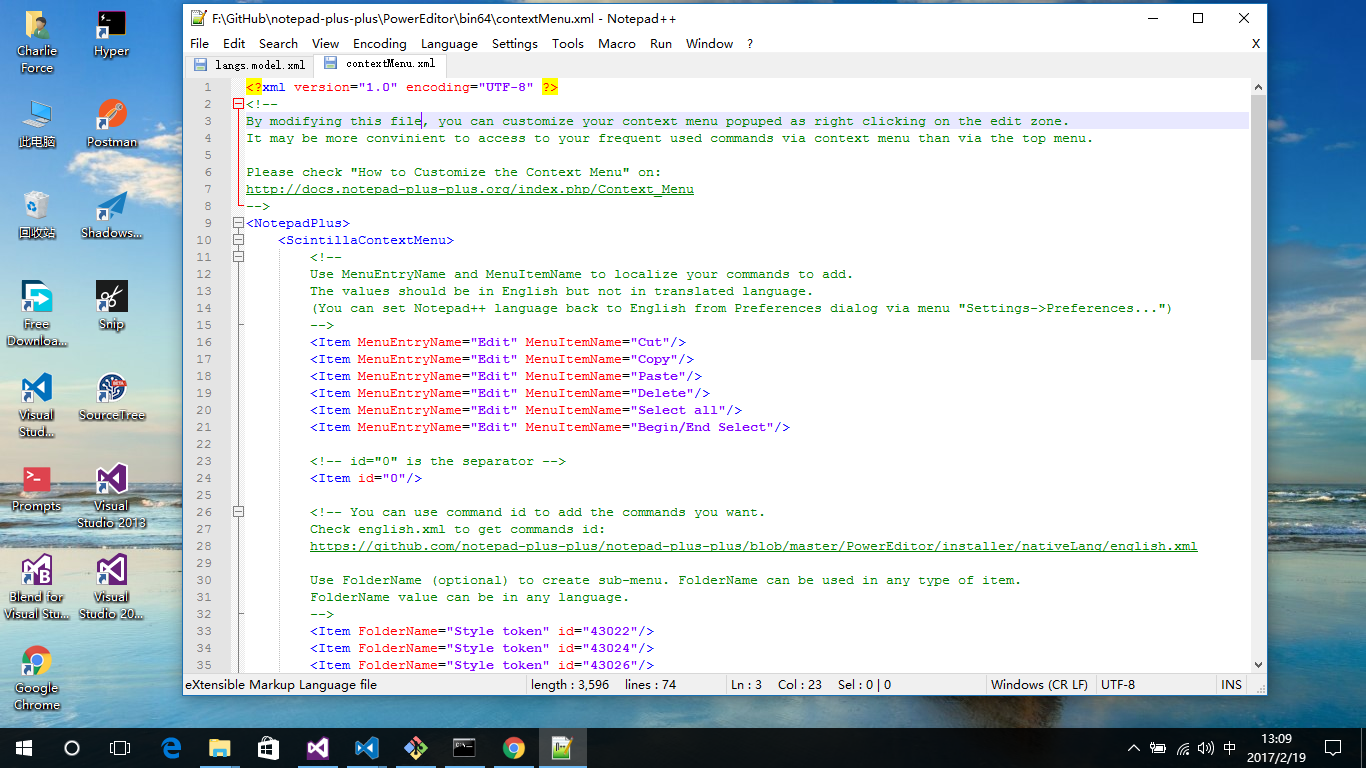 Charlie
Force
Hyper
此电脑
Postman
回收站
Shadows...
Free
Downloa...
Snip
Visual
Stud...
SourceTree
BETA
Prompts
Visual
Studio 2013
Blend for
Visual Stu...
Visual
Studio 20...
Google
Chrome
F:\GitHub\notepad-plus-plus\PowerEditor\bin64\contextMenu.xml - Notepad++
File Edit Search View Encoding Language Settings Tools Macro Run Window ? X
langs.model.xml contextMenu.xml
1 <?xml version="1.0" encoding="UTF-8" ?>
2 <!--
3 By modifying this file, you can customize your context menu popuped as right clicking on the edit zone.
4 It may be more convinient to access to your frequent used commands via context menu than via the top menu.
5
6 Please check "How to Customize the Context Menu" on:
7 http://docs.notepad-plus-plus.org/index.php/Context_Menu
8 -->
9 <NotepadPlus>
10 <ScintillaContextMenu>
11 <!--
12 Use MenuEntryName and MenuItemName to localize your commands to add.
13 The values should be in English but not in translated language.
14 (You can set Notepad++ language back to English from Preferences dialog via menu "Settings->Preferences...")
15 -->
16 <Item MenuEntryName="Edit" MenuItemName="Cut"/>
17 <Item MenuEntryName="Edit" MenuItemName="Copy"/>
18 <Item MenuEntryName="Edit" MenuItemName="Paste"/>
19 <Item MenuEntryName="Edit" MenuItemName="Delete"/>
20 <Item MenuEntryName="Edit" MenuItemName="Select all"/>
21 <Item MenuEntryName="Edit" MenuItemName="Begin/End Select"/>
22
23 <!-- id="0" is the separator -->
24 <Item id="0"/>
25
26 <!-- You can use command id to add the commands you want.
27 Check english.xml to get commands id:
28 https://github.com/notepad-plus-plus/notepad-plus-plus/blob/master/PowerEditor/installer/nativeLang/english.xml
29
30 Use FolderName (optional) to create sub-menu. FolderName can be used in any type of item.
31 FolderName value can be in any language.
32 -->
33 <Item FolderName="Style token" id="43022"/>
34 <Item FolderName="Style token" id="43024"/>
35 <Item FolderName="Style token" id="43026"/>
eXtensible Markup Language file length : 3,596 lines : 74 Ln : 3 Col : 23 Sel : 0 | 0 Windows (CR LF) UTF-8 INS
中
13:09
2017/2/19